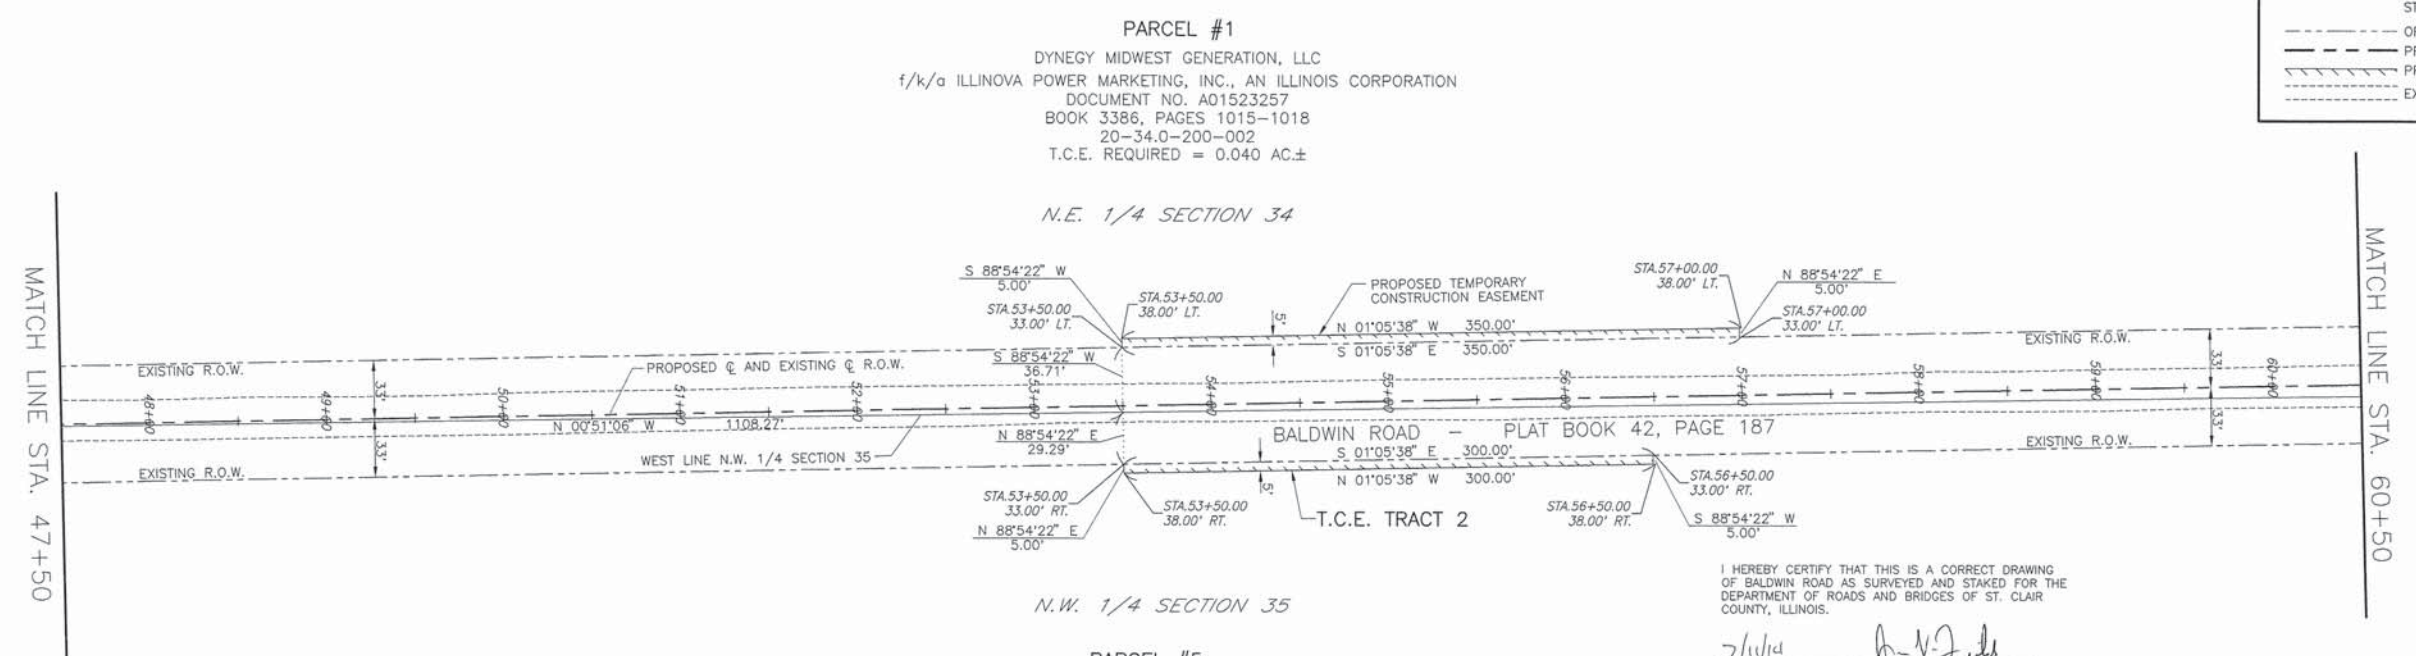 PARCEL #1
DYNEGY MIDWEST GENERATION, LLC
f/k/a ILLINOVA POWER MARKETING, INC., AN ILLINOIS CORPORATION
DOCUMENT NO. A01523257
BOOK 3386, PAGES 1015-1018
20-34.0-200-002
T.C.E. REQUIRED = 0.040 AC.±
N.E. 1/4 SECTION 34
MATCH LINE STA. 47+50
S 88°54'22" W
5.00'
STA.53+50.00
33.00' LT.
STA.53+50.00
38.00' LT.
PROPOSED TEMPORARY
CONSTRUCTION EASEMENT
STA.57+00.00
38.00' LT.
N 88°54'22" E
5.00'
STA.57+00.00
33.00' LT.
5'
N 01°05'38" W 350.00'
S 01°05'38" E 350.00'
EXISTING R.O.W.
EXISTING R.O.W.
33'
33'
PROPOSED ℄ AND EXISTING ℄ R.O.W.
S 88°54'22" W
36.71'
48+00
49+00
50+00
51+00
52+00
53+00
54+00
55+00
56+00
57+00
58+00
59+00
60+00
N 00°51'06" W 1108.27'
N 88°54'22" E
29.29'
BALDWIN ROAD - PLAT BOOK 42, PAGE 187
33'
33'
WEST LINE N.W. 1/4 SECTION 35
S 01°05'38" E 300.00'
N 01°05'38" W 300.00'
5'
EXISTING R.O.W.
EXISTING R.O.W.
STA.53+50.00
33.00' RT.
N 88°54'22" E
5.00'
STA.53+50.00
38.00' RT.
T.C.E. TRACT 2
STA.56+50.00
38.00' RT.
STA.56+50.00
33.00' RT.
S 88°54'22" W
5.00'
MATCH LINE STA. 60+50
N.W. 1/4 SECTION 35
I HEREBY CERTIFY THAT THIS IS A CORRECT DRAWING
OF BALDWIN ROAD AS SURVEYED AND STAKED FOR THE
DEPARTMENT OF ROADS AND BRIDGES OF ST. CLAIR
COUNTY, ILLINOIS.
7/11/14
PARCEL #5